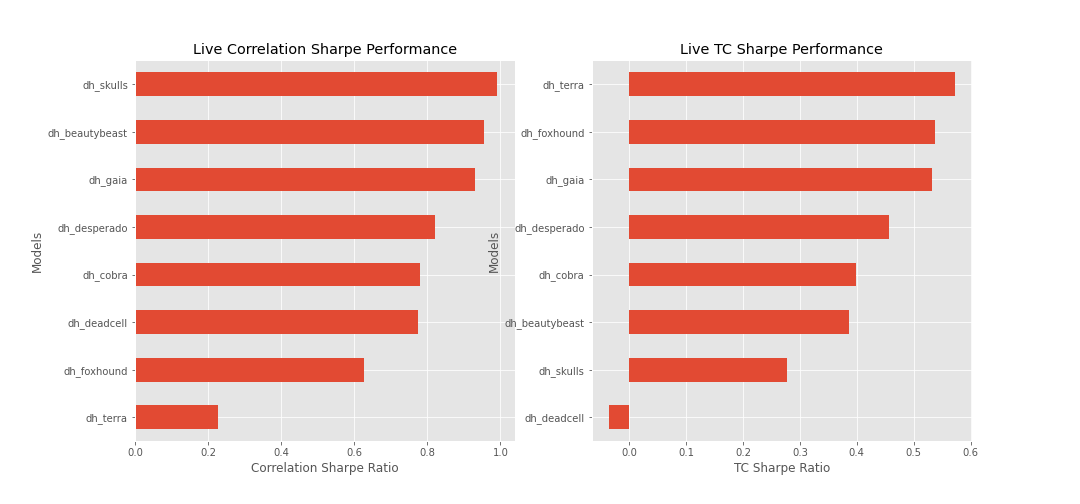 Live Correlation Sharpe Performance
dh_skulls
dh_beautybeast
dh_gaia
dh_desperado
dh_cobra
dh_deadcell
dh_foxhound
dh_terra
Models
0.0 0.2 0.4 0.6 0.8 1.0
Correlation Sharpe Ratio
Live TC Sharpe Performance
dh_terra
dh_foxhound
dh_gaia
dh_desperado
dh_cobra
dh_beautybeast
dh_skulls
dh_deadcell
Models
0.0 0.1 0.2 0.3 0.4 0.5 0.6
TC Sharpe Ratio